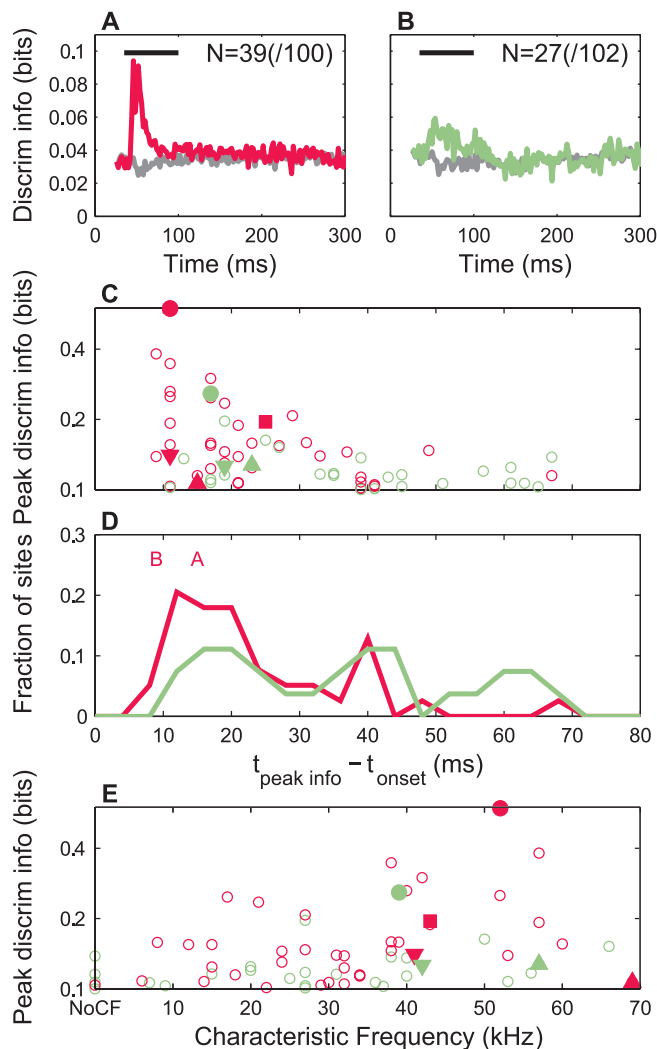 A
B
Discrim info (bits)
0.1
0.08
0.06
0.04
0.02
0
N=39(/100)
N=27(/102)
0
100
200
300
0
100
200
300
Time (ms)
Time (ms)
C
Peak discrim info (bits)
0.4
0.2
0.1
D
Fraction of sites
0.3
0.2
0.1
0
B
A
0
10
20
30
40
50
60
70
80
t peak info – t onset (ms)
E
Peak discrim info (bits)
0.4
0.2
0.1
NoCF
10
20
30
40
50
60
70
Characteristic Frequency (kHz)